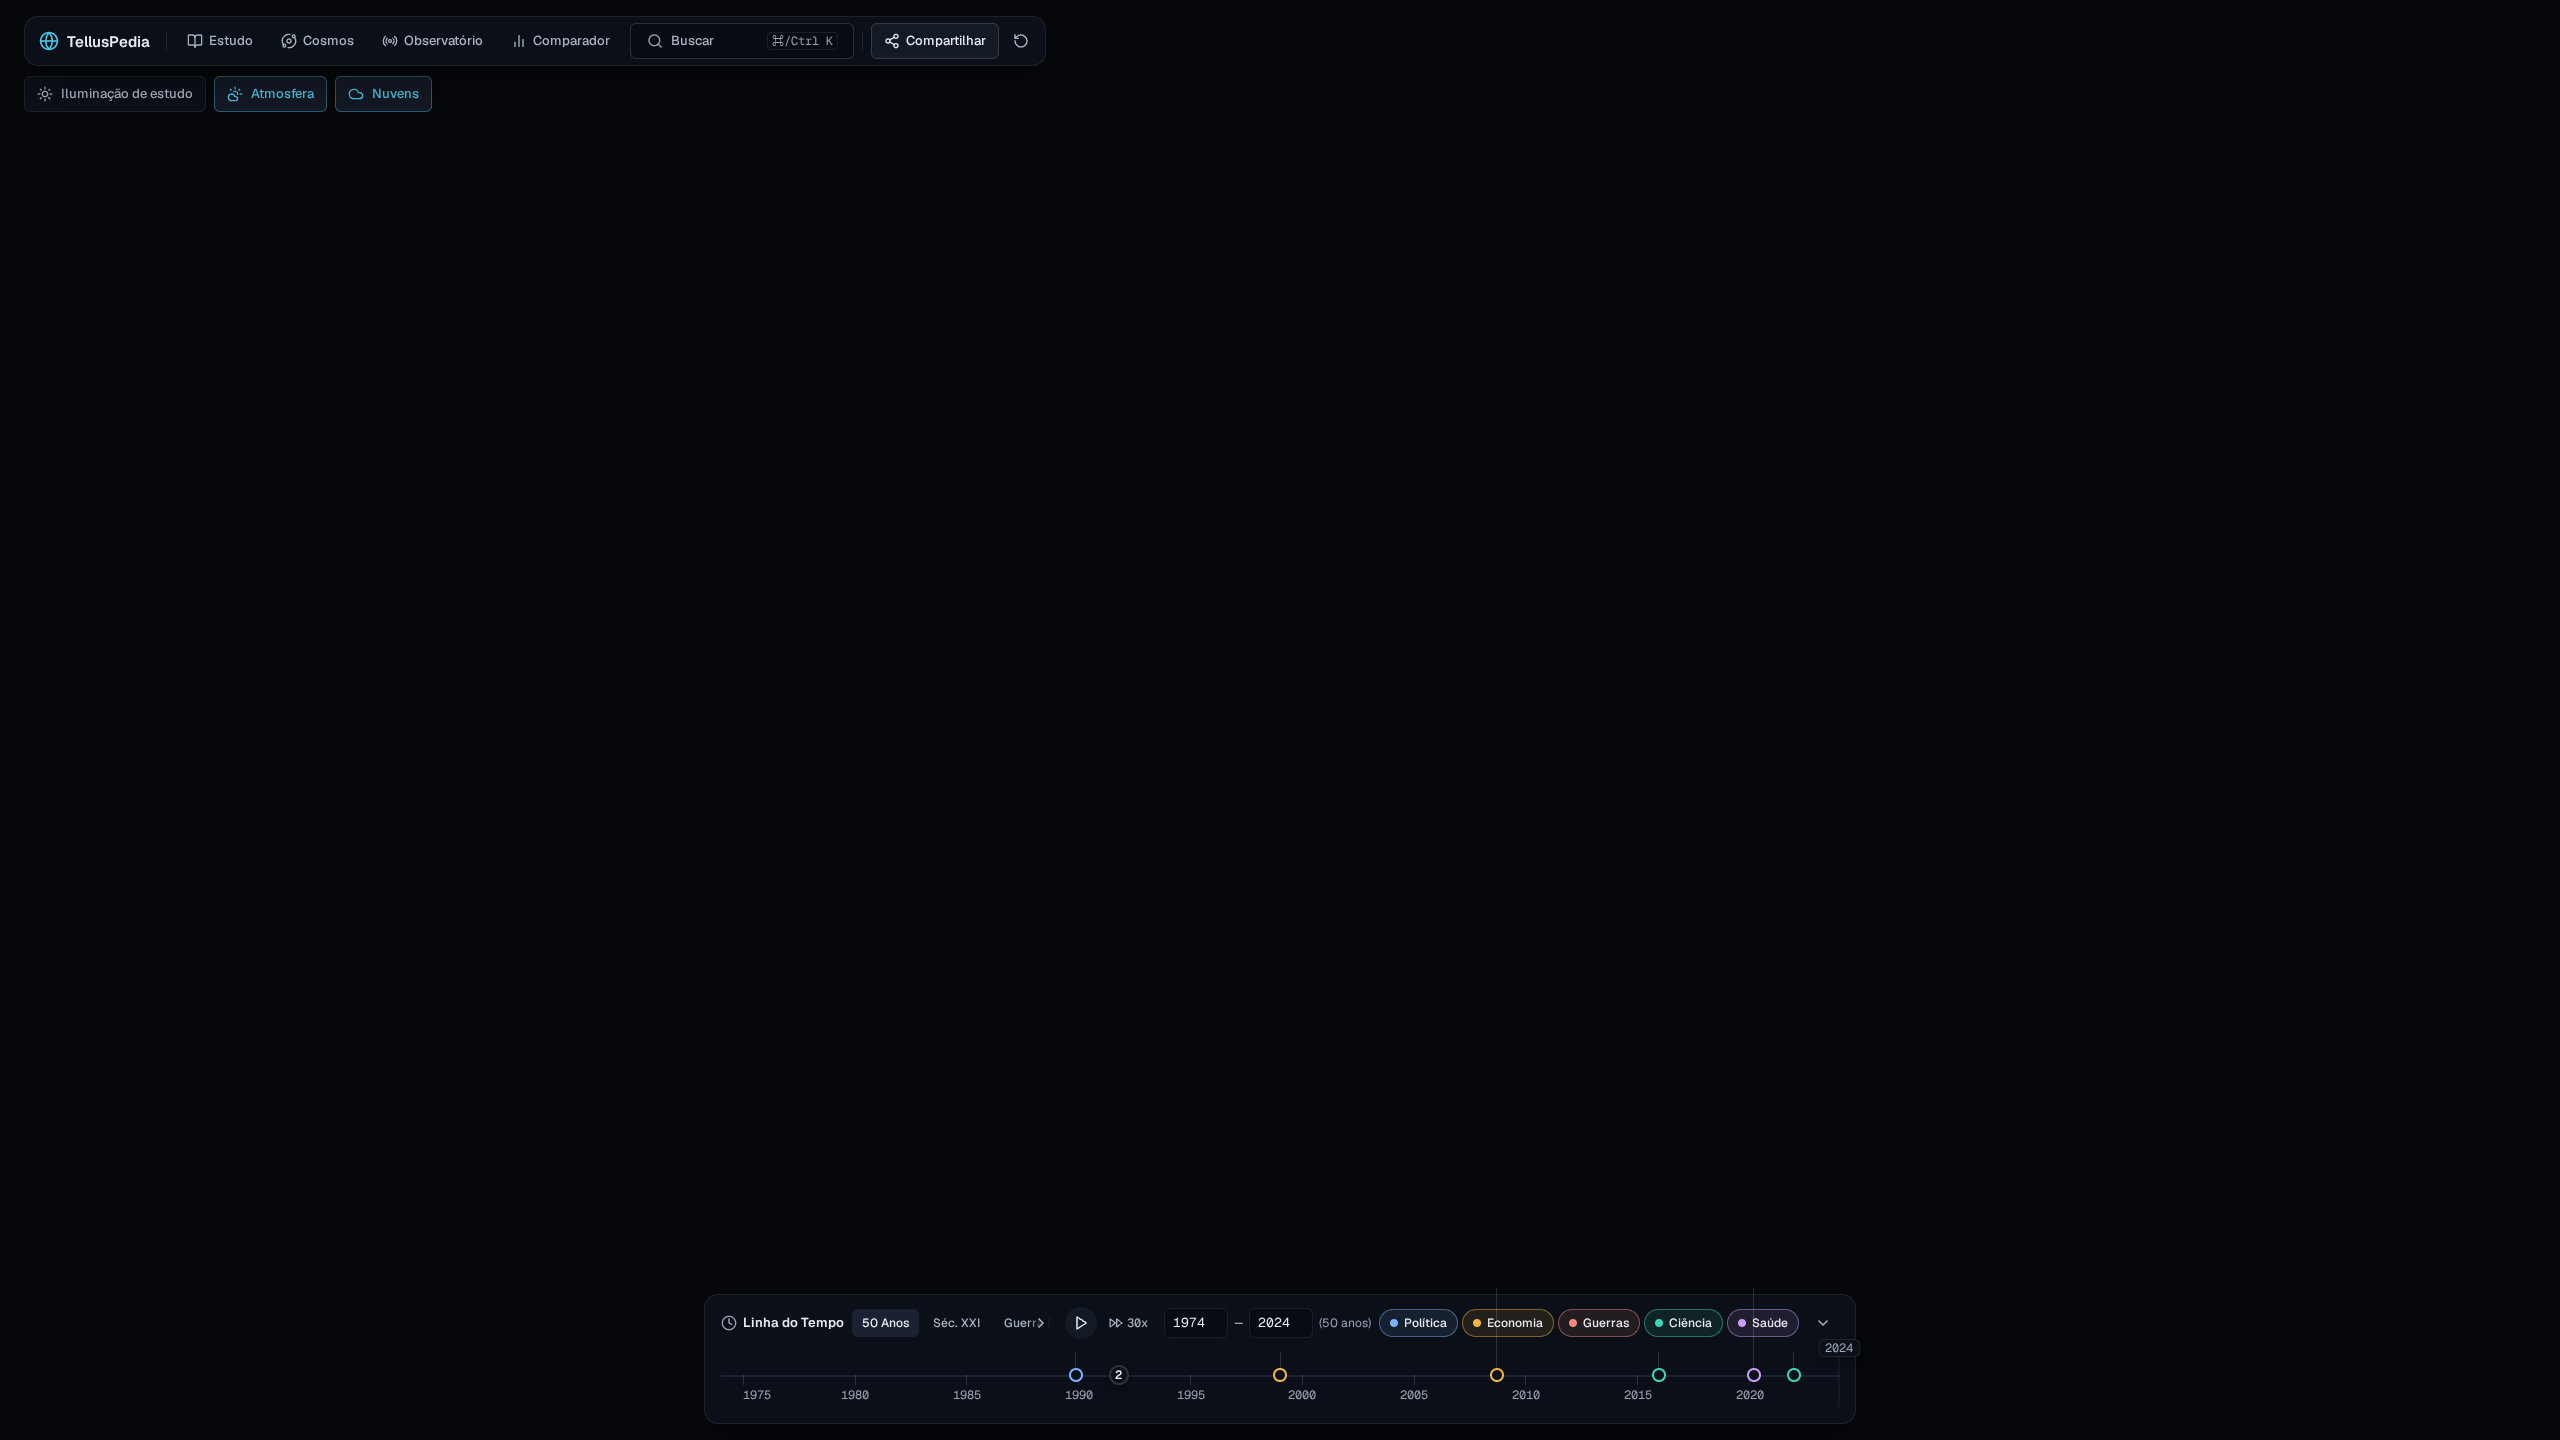 TellusPedia Estudo Cosmos Observatório Comparador Buscar ⌘/Ctrl K Compartilhar
Iluminação de estudo Atmosfera Nuvens
Linha do Tempo 50 Anos Séc. XXI Guerr 30x 1974 — 2024 (50 anos) Política Economia Guerras Ciência Saúde
2024
2
1975 1980 1985 1990 1995 2000 2005 2010 2015 2020